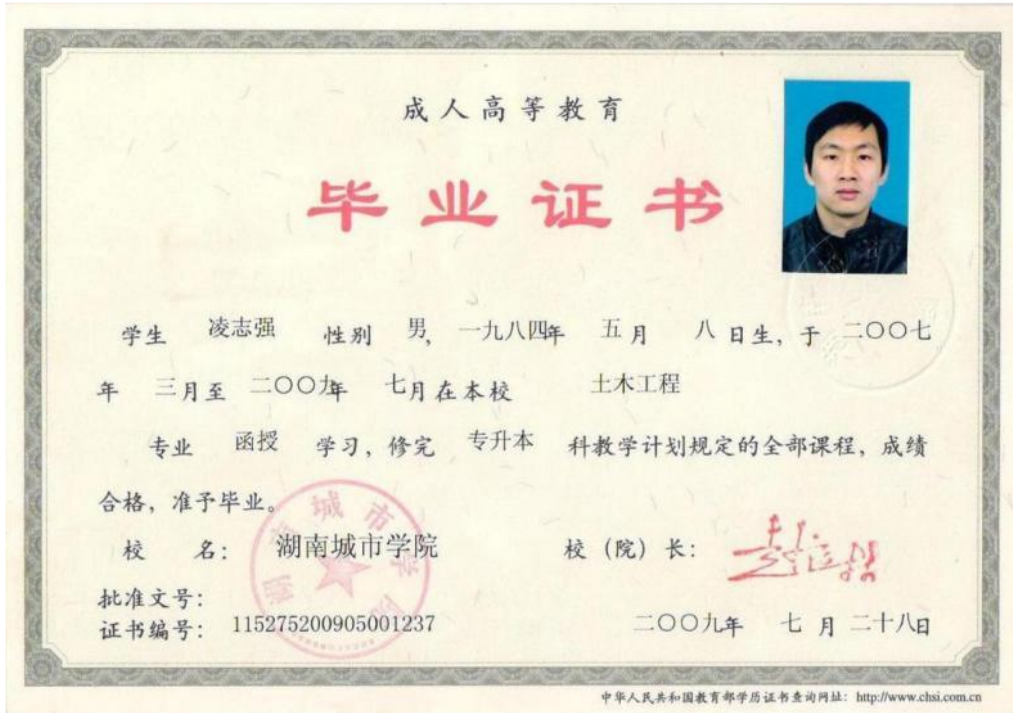 成人高等教育
毕业证书
学生 凌志强 性别 男, 一九八四年 五月 八日生, 于 二〇〇七
年 三月至 二〇〇九年 七月在本校 土木工程
专业 函授 学习, 修完 专升本 科教学计划规定的全部课程, 成绩
合格, 准予毕业。
校 名: 湖南城市学院 校(院)长:
批准文号:
证书编号: 115275200905001237 二〇〇九年 七月二十八日
中华人民共和国教育部学历证书查询网址: http://www.chsi.com.cn